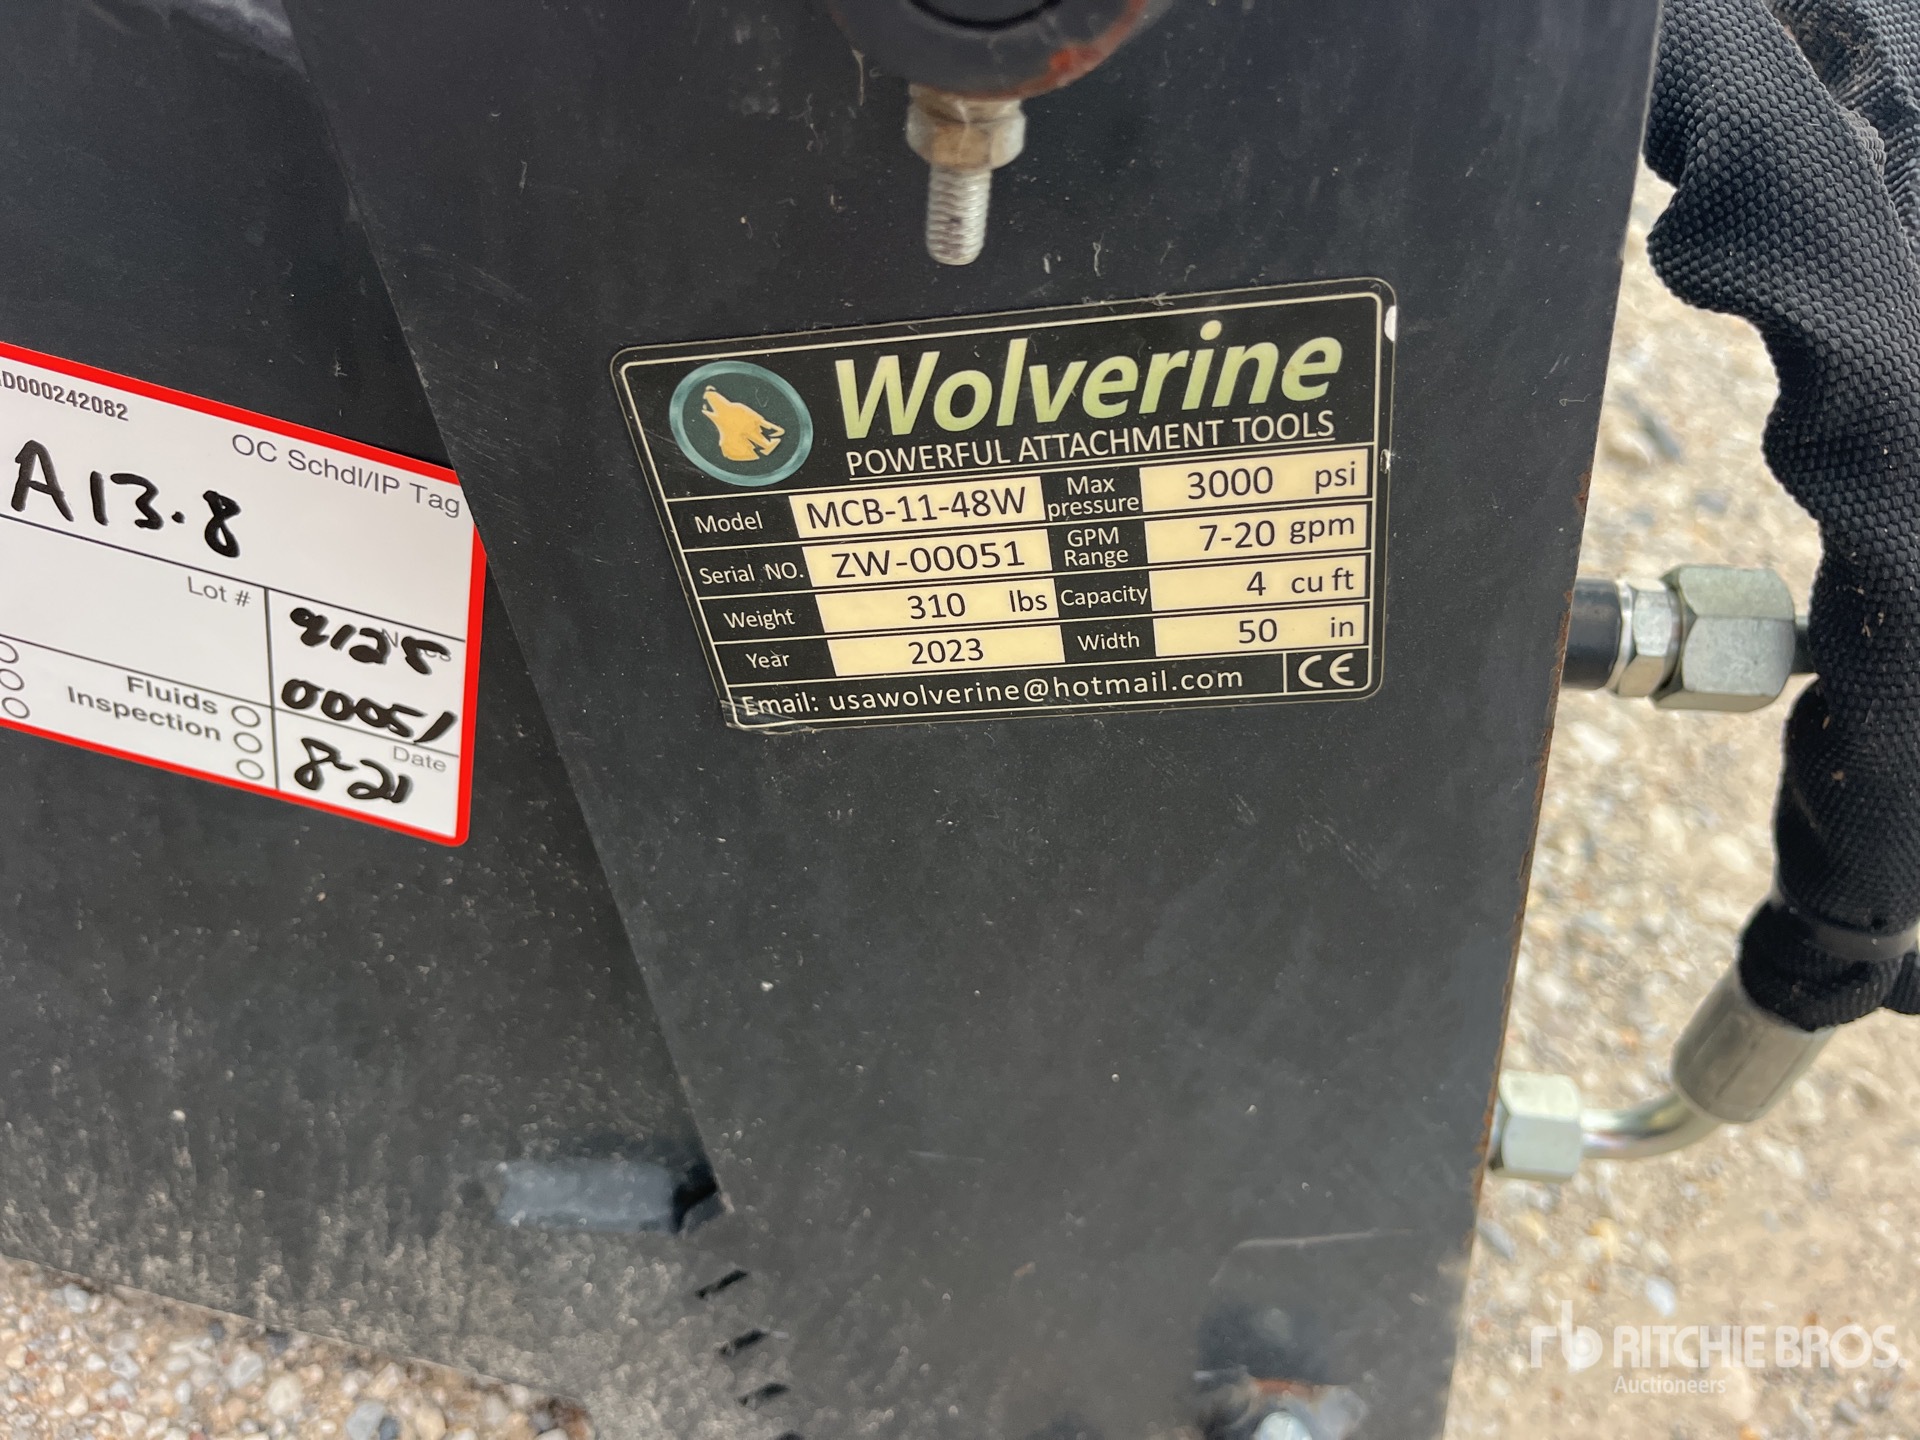 D000242082
OC Schdl/IP Tag
A13.8
Lot #
9125
00051
Fluids
Inspection
Date
8-21
Wolverine
POWERFUL ATTACHMENT TOOLS
Model MCB-11-48W Max pressure 3000 psi
Serial NO. ZW-00051 GPM Range 7-20 gpm
Weight 310 lbs Capacity 4 cu ft
Year 2023 Width 50 in
Email: usawolverine@hotmail.com CE
rb RITCHIE BROS.
Auctioneers